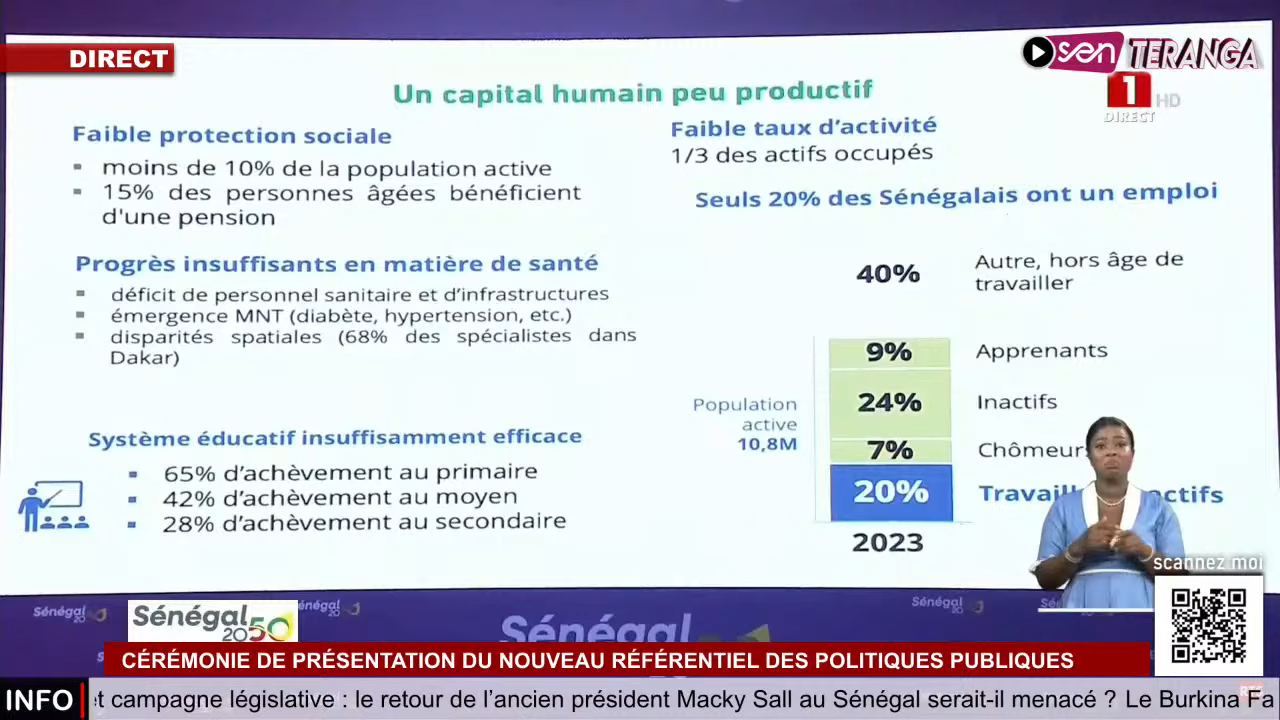 DIRECT
sen TERANGA
1 HD
DIRECT
Un capital humain peu productif
Faible protection sociale
moins de 10% de la population active
15% des personnes âgées bénéficient
d'une pension
Progrès insuffisants en matière de santé
déficit de personnel sanitaire et d’infrastructures
émergence MNT (diabète, hypertension, etc.)
disparités spatiales (68% des spécialistes dans
Dakar)
Système éducatif insuffisamment efficace
65% d’achèvement au primaire
42% d’achèvement au moyen
28% d’achèvement au secondaire
Faible taux d’activité
1/3 des actifs occupés
Seuls 20% des Sénégalais ont un emploi
40% Autre, hors âge de
travailler
9% Apprenants
24% Inactifs
Population
active
10,8M
7% Chômeur
20%
2023
scannez moi
Sénégal
Sénégal
2050
Sénégal
Sénégal
CÉRÉMONIE DE PRÉSENTATION DU NOUVEAU RÉFÉRENTIEL DES POLITIQUES PUBLIQUES
INFO et campagne législative : le retour de l’ancien président Macky Sall au Sénégal serait-il menacé ? Le Burkina Fa